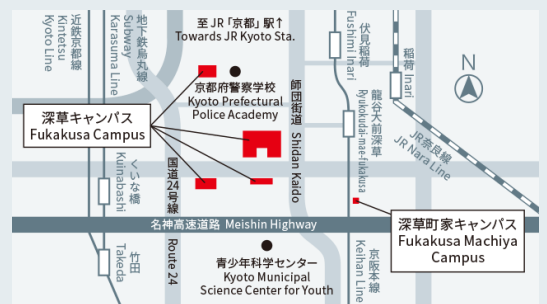 近鉄京都線
Kintetsu
Kyoto Line
地下鉄烏丸線
Subway
Karasuma Line
至 JR「京都」駅↑
Towards JR Kyoto Sta.
京都府警察学校
Kyoto Prefectural
Police Academy
師団街道 Shidan Kaido
伏見稲荷
Fushimi Inari
稲荷 Inari
N
龍谷大前深草
Ryukokudai-mae-fukakusa
JR奈良線
JR Nara Line
深草キャンパス
Fukakusa Campus
くいな橋
Kuinabashi
国道24号線
Route 24
名神高速道路 Meishin Highway
深草町家キャンパス
Fukakusa Machiya
Campus
竹田
Takeda
青少年科学センター
Kyoto Municipal
Science Center for Youth
京阪本線
Keihan Line